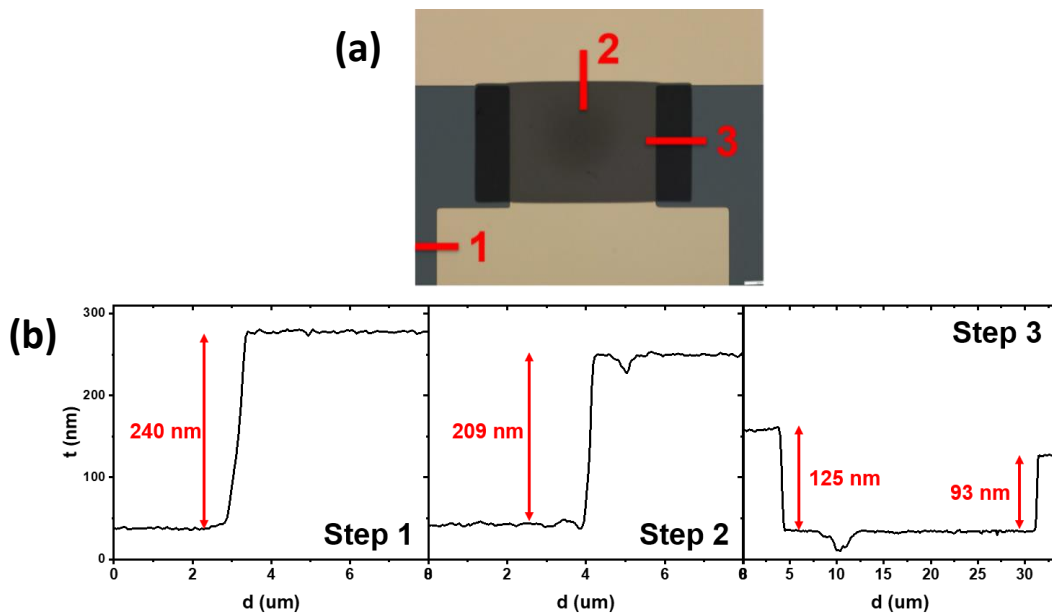 (a)
2
3
1
(b)
300
200
100
0
t (nm)
240 nm
Step 1
0 2 4 6 8
d (um)
209 nm
Step 2
0 2 4 6 8
d (um)
Step 3
125 nm
93 nm
0 5 10 15 20 25 30
d (um)